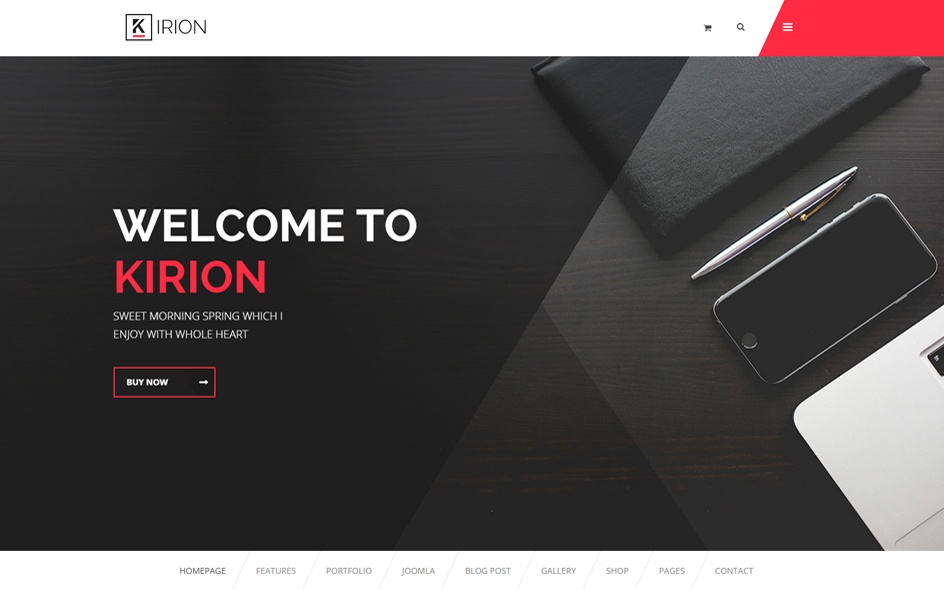 KIRION
WELCOME TO
KIRION
SWEET MORNING SPRING WHICH I
ENJOY WITH WHOLE HEART
BUY NOW
HOMEPAGE FEATURES PORTFOLIO JOOMLA BLOG POST GALLERY SHOP PAGES CONTACT